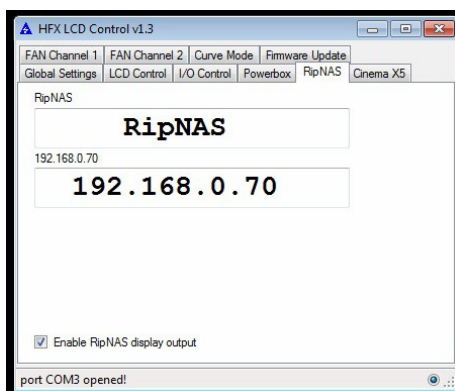 HFX LCD Control v1.3
FAN Channel 1 FAN Channel 2 Curve Mode Firmware Update
Global Settings LCD Control I/O Control Powerbox RipNAS Cinema X5
RipNAS
RipNAS
192.168.0.70
192.168.0.70
Enable RipNAS display output
port COM3 opened!